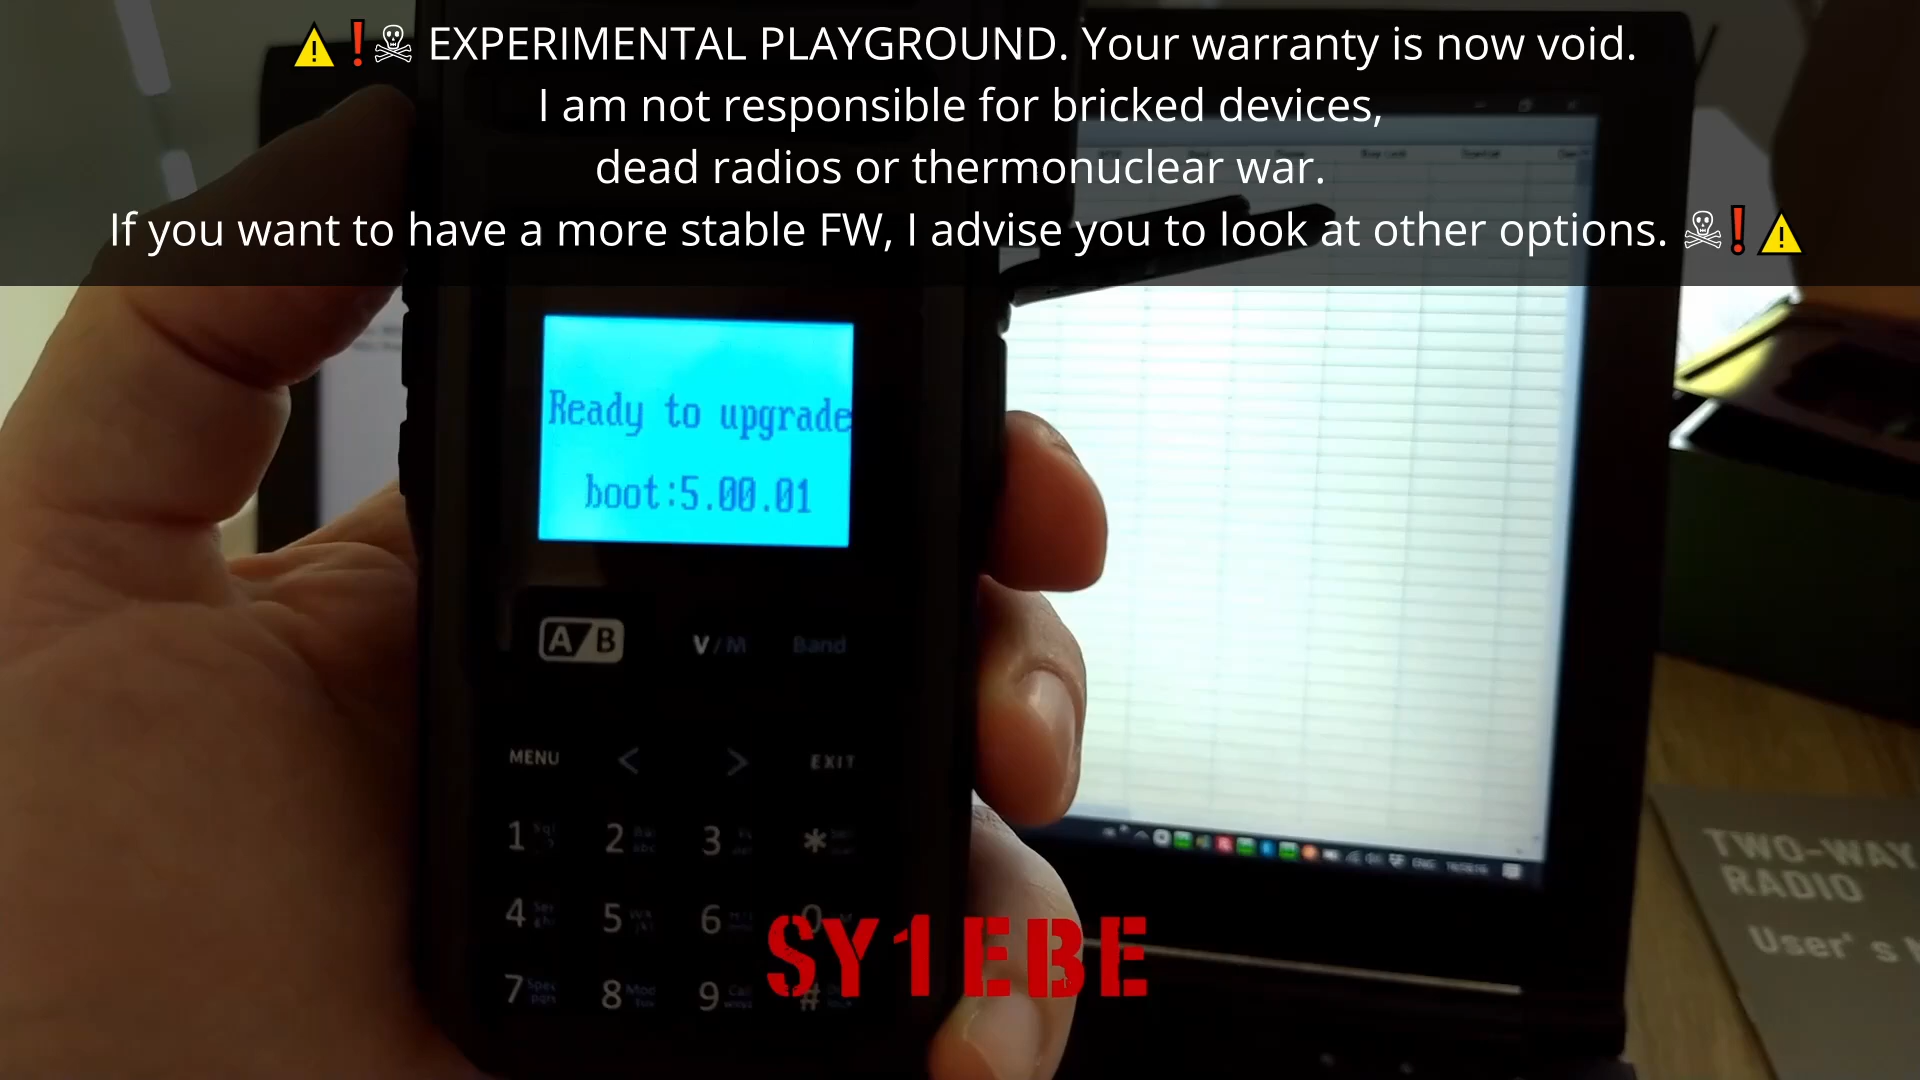 ⚠️❗☠ EXPERIMENTAL PLAYGROUND. Your warranty is now void.
I am not responsible for bricked devices,
dead radios or thermonuclear war.
If you want to have a more stable FW, I advise you to look at other options. ☠❗⚠️
Ready to upgrade
boot:5.00.01
A/B V/M Band
MENU < > EXIT
1 2 3 *
4 5 6 0
7 Spec 8 9 Call #
SY1EBE
TWO-WAY
RADIO
User's